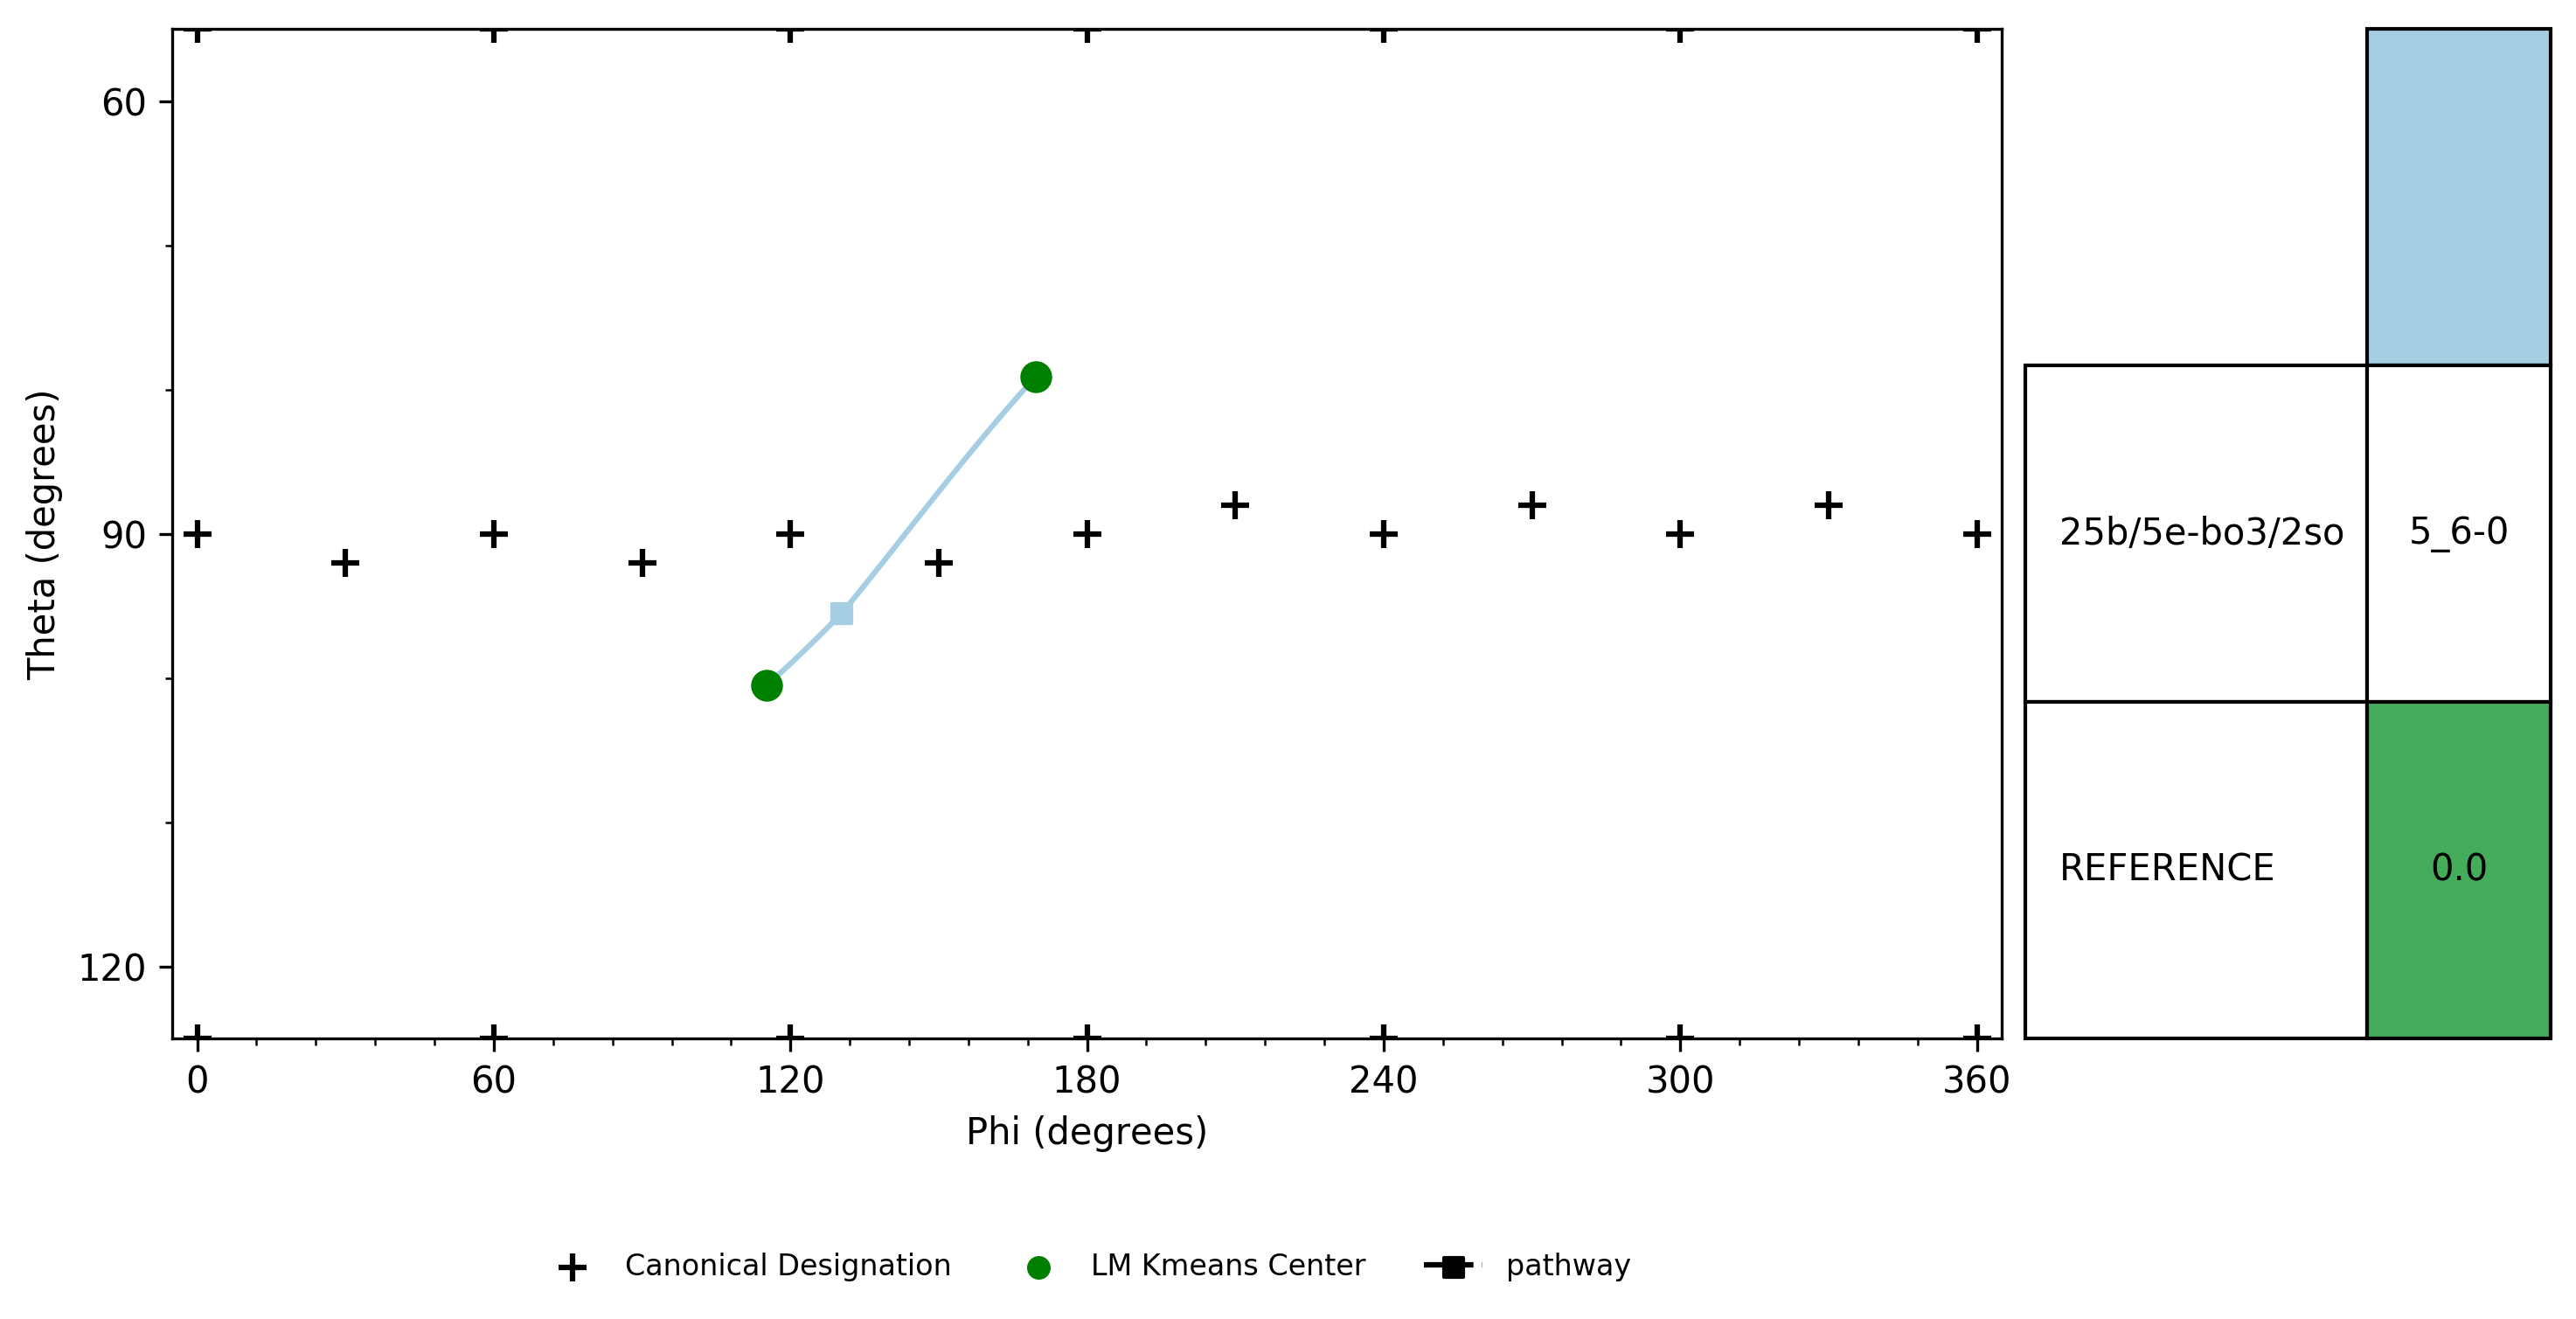 60
90
120
Theta (degrees)
0 60 120 180 240 300 360
Phi (degrees)
25b/5e-bo3/2so 5_6-0
REFERENCE 0.0
Canonical Designation LM Kmeans Center pathway